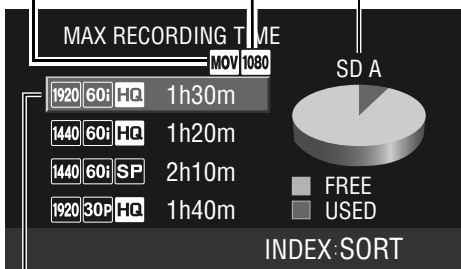 MAX RECORDING TIME
MOV 1080
SD A
1920 60i HQ 1h30m
1440 60i HQ 1h20m
1440 60i SP 2h10m
1920 30P HQ 1h40m
FREE
USED
INDEX:SORT